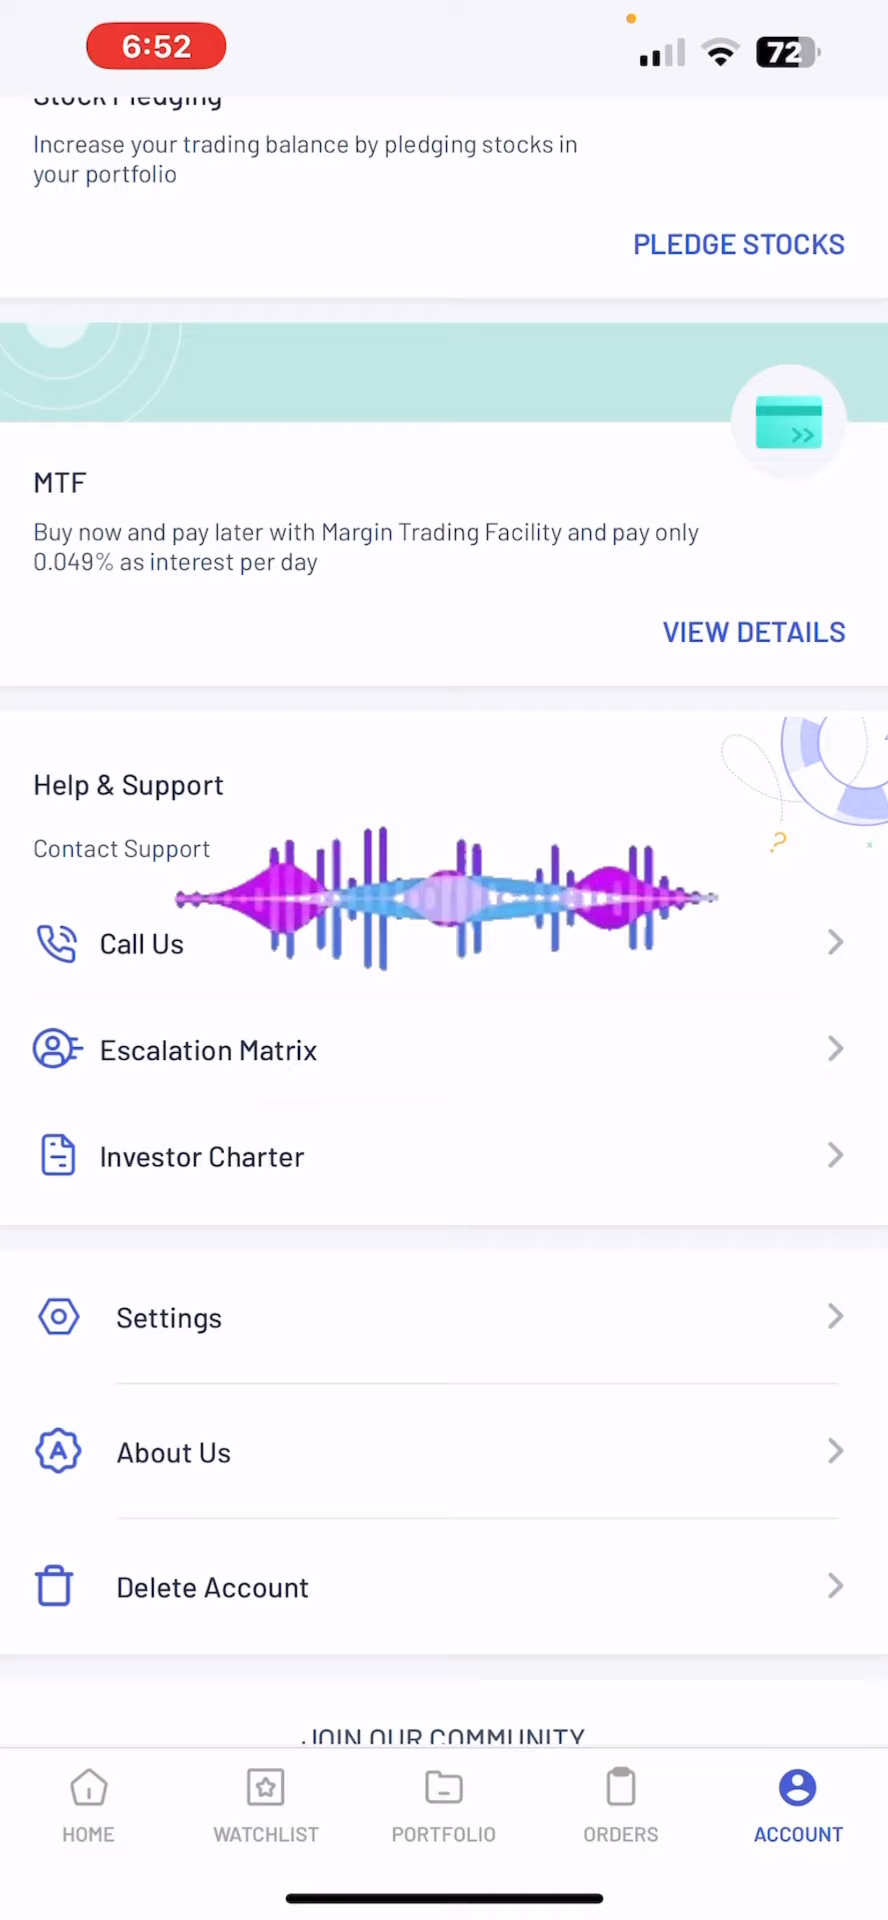 6:52
72
Stock Pledging
Increase your trading balance by pledging stocks in
your portfolio
PLEDGE STOCKS
MTF
Buy now and pay later with Margin Trading Facility and pay only
0.049% as interest per day
VIEW DETAILS
Help & Support
Contact Support
Call Us
Escalation Matrix
Investor Charter
Settings
About Us
Delete Account
JOIN OUR COMMUNITY
HOME
WATCHLIST
PORTFOLIO
ORDERS
ACCOUNT